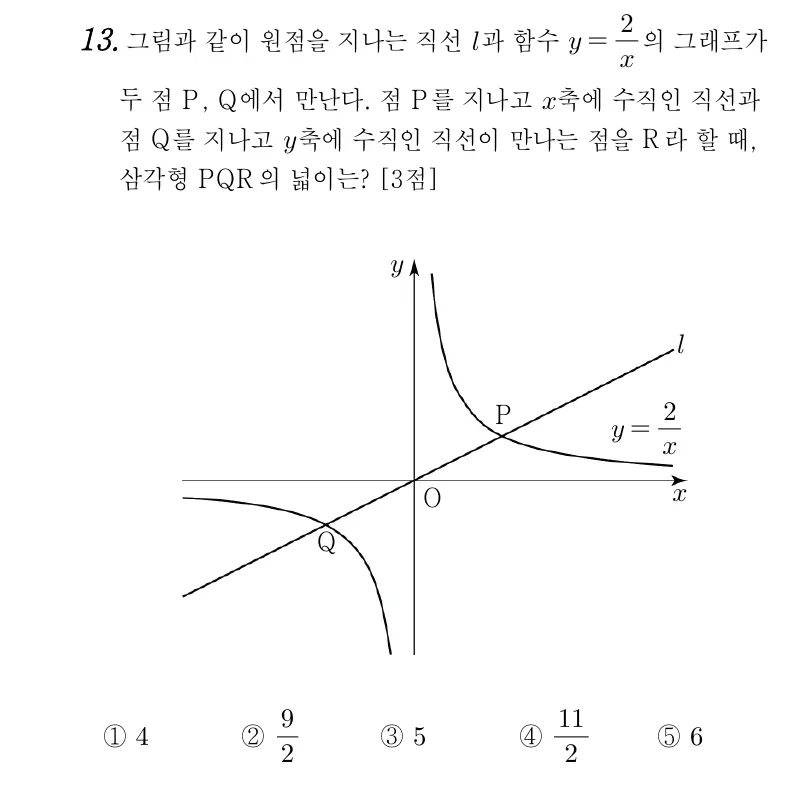 13. 그림과 같이 원점을 지나는 직선 l과 함수 y = 2/x의 그래프가
두 점 P, Q에서 만난다. 점 P를 지나고 x축에 수직인 직선과
점 Q를 지나고 y축에 수직인 직선이 만나는 점을 R라 할 때,
삼각형 PQR의 넓이는? [3점]
y
l
P
y = 2/x
O
x
Q
① 4 ② 9/2 ③ 5 ④ 11/2 ⑤ 6